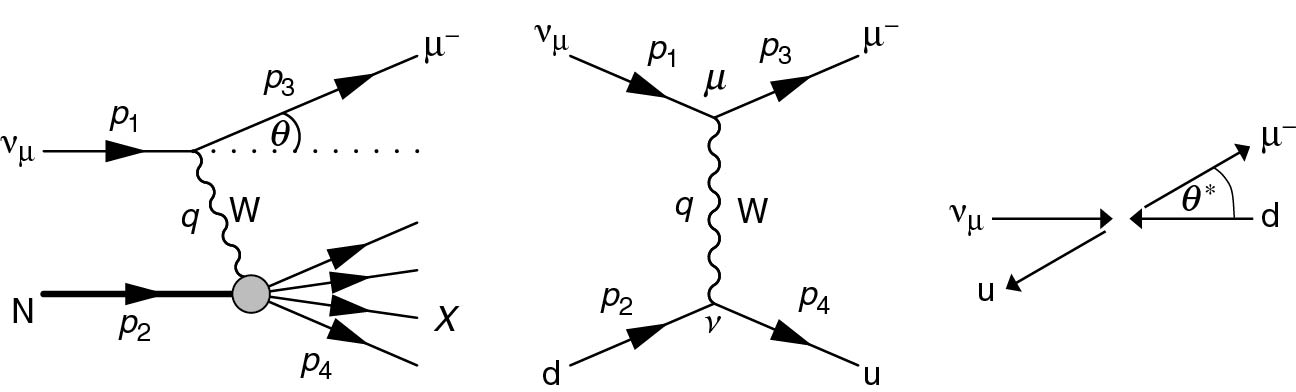 ν_μ p₁ p₃ θ μ⁻
q W
N p₂ p₄ X
ν_μ p₁ μ p₃ μ⁻
q W
d p₂ ν p₄ u
ν_μ θ* μ⁻ d
u